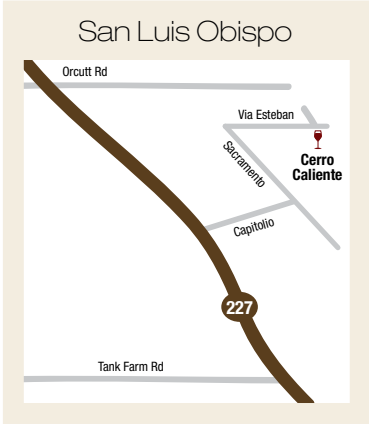 San Luis Obispo
Orcutt Rd
Via Esteban
Sacramento
Cerro
Caliente
Capitolio
227
Tank Farm Rd